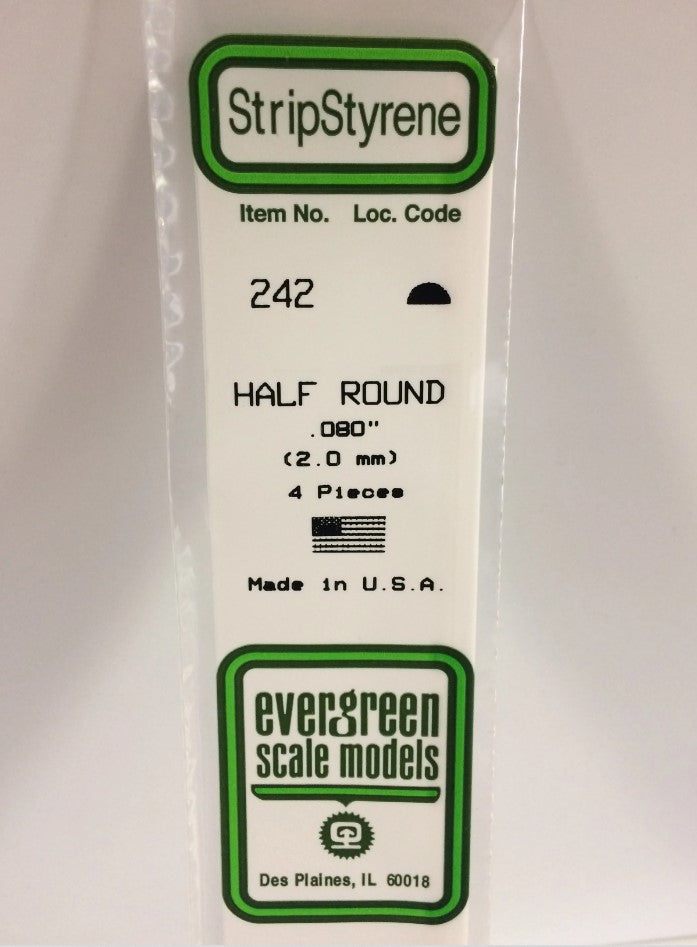 StripStyrene
Item No. Loc. Code
242
HALF ROUND
.080"
(2.0 mm)
4 Pieces
Made in U.S.A.
evergreen
scale models
Des Plaines, IL 60018